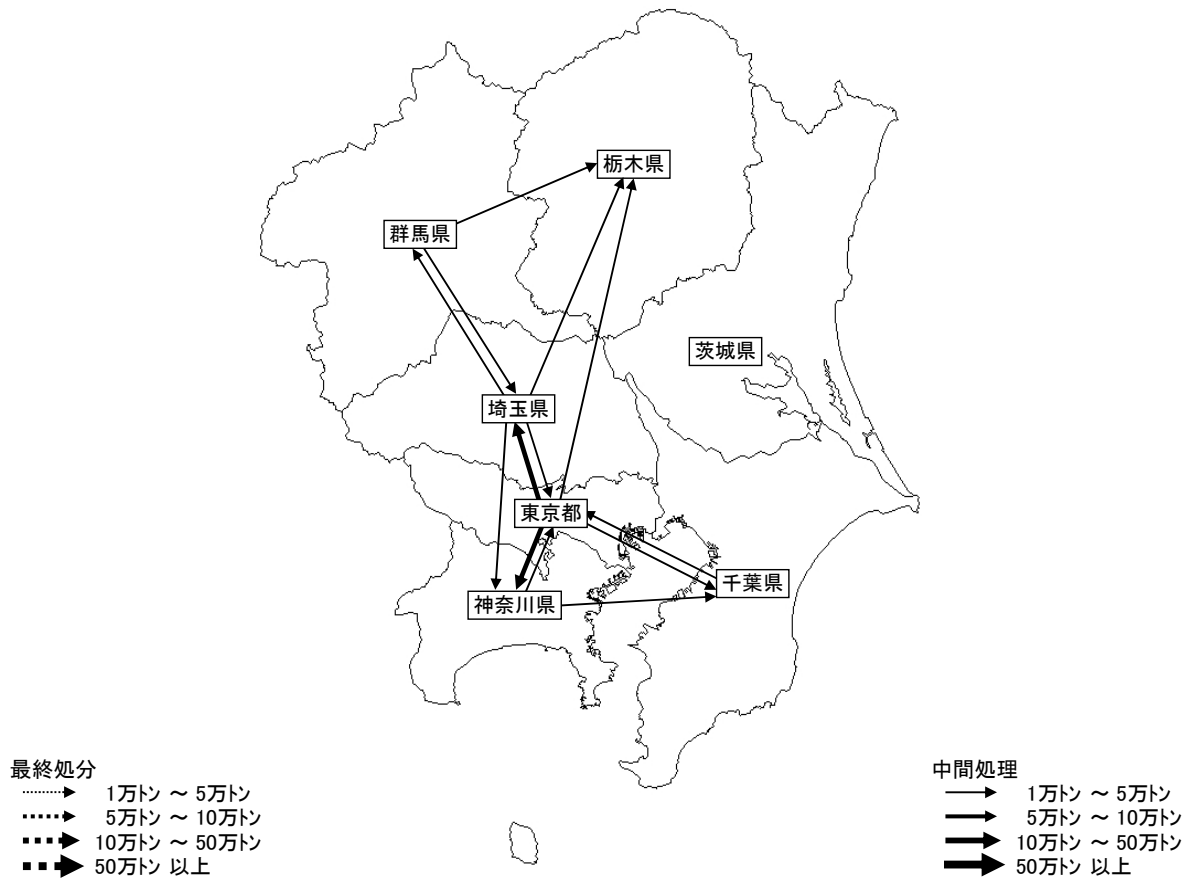 栃木県
群馬県
茨城県
埼玉県
東京都
千葉県
神奈川県
最終処分
1万トン ～ 5万トン
5万トン ～ 10万トン
10万トン ～ 50万トン
50万トン 以上
中間処理
1万トン ～ 5万トン
5万トン ～ 10万トン
10万トン ～ 50万トン
50万トン 以上